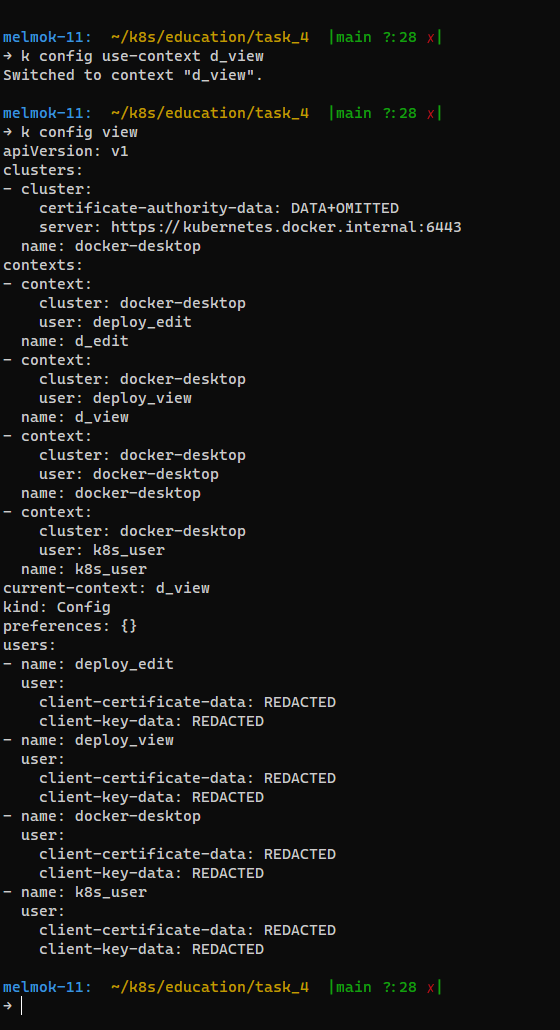 melmok-11:  ~/k8s/education/task_4  |main ?:28 ✗|
→ k config use-context d_view
Switched to context "d_view".
melmok-11:  ~/k8s/education/task_4  |main ?:28 ✗|
→ k config view
apiVersion: v1
clusters:
- cluster:
    certificate-authority-data: DATA+OMITTED
    server: https://kubernetes.docker.internal:6443
  name: docker-desktop
contexts:
- context:
    cluster: docker-desktop
    user: deploy_edit
  name: d_edit
- context:
    cluster: docker-desktop
    user: deploy_view
  name: d_view
- context:
    cluster: docker-desktop
    user: docker-desktop
  name: docker-desktop
- context:
    cluster: docker-desktop
    user: k8s_user
  name: k8s_user
current-context: d_view
kind: Config
preferences: {}
users:
- name: deploy_edit
  user:
    client-certificate-data: REDACTED
    client-key-data: REDACTED
- name: deploy_view
  user:
    client-certificate-data: REDACTED
    client-key-data: REDACTED
- name: docker-desktop
  user:
    client-certificate-data: REDACTED
    client-key-data: REDACTED
- name: k8s_user
  user:
    client-certificate-data: REDACTED
    client-key-data: REDACTED
melmok-11:  ~/k8s/education/task_4  |main ?:28 ✗|
→